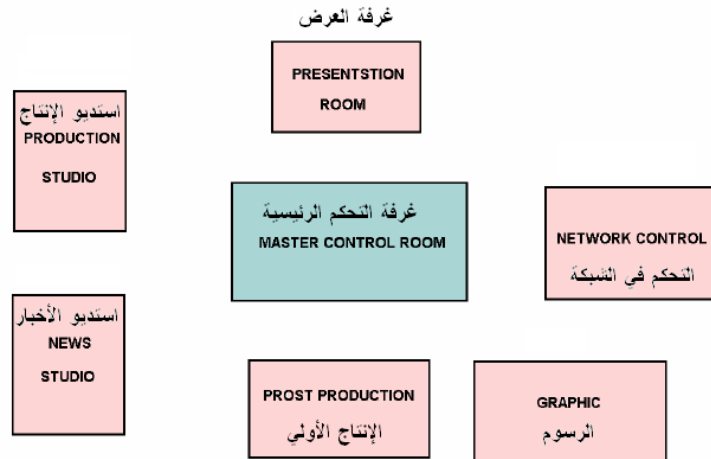 غرفة العرض
PRESENTSTION
ROOM
استديو الإنتاج
PRODUCTION
STUDIO
غرفة التحكم الرئيسية
MASTER CONTROL ROOM
NETWORK CONTROL
التحكم في الشبكة
استديو الأخبار
NEWS
STUDIO
PROST PRODUCTION
الإنتاج الأولي
GRAPHIC
الرسوم